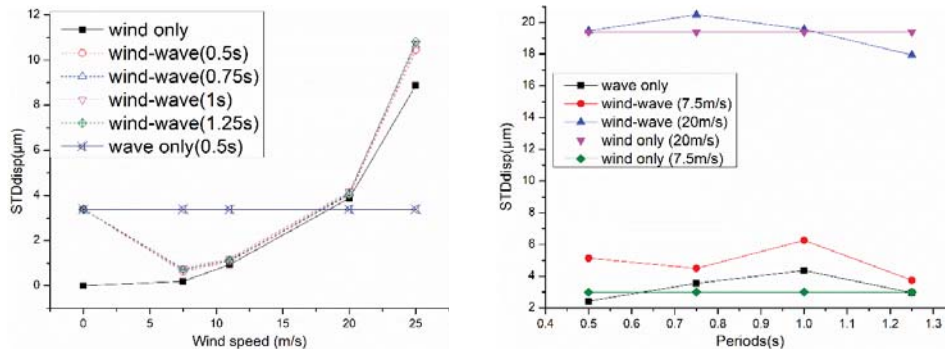 12
10
8
6
4
2
0
STDdisp(µm)
wind only
wind-wave(0.5s)
wind-wave(0.75s)
wind-wave(1s)
wind-wave(1.25s)
wave only(0.5s)
0 5 10 15 20 25
Wind speed (m/s)
20
18
16
14
12
10
8
6
4
2
STDdisp(µm)
wave only
wind-wave (7.5m/s)
wind-wave (20m/s)
wind only (20m/s)
wind only (7.5m/s)
0.4 0.5 0.6 0.7 0.8 0.9 1.0 1.1 1.2 1.3
Periods(s)